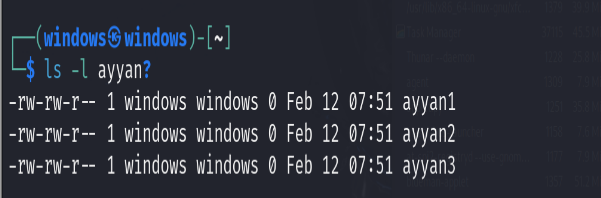 ┌──(windows㉿windows)-[~]
└─$ ls -l ayyan?
-rw-rw-r-- 1 windows windows 0 Feb 12 07:51 ayyan1
-rw-rw-r-- 1 windows windows 0 Feb 12 07:51 ayyan2
-rw-rw-r-- 1 windows windows 0 Feb 12 07:51 ayyan3